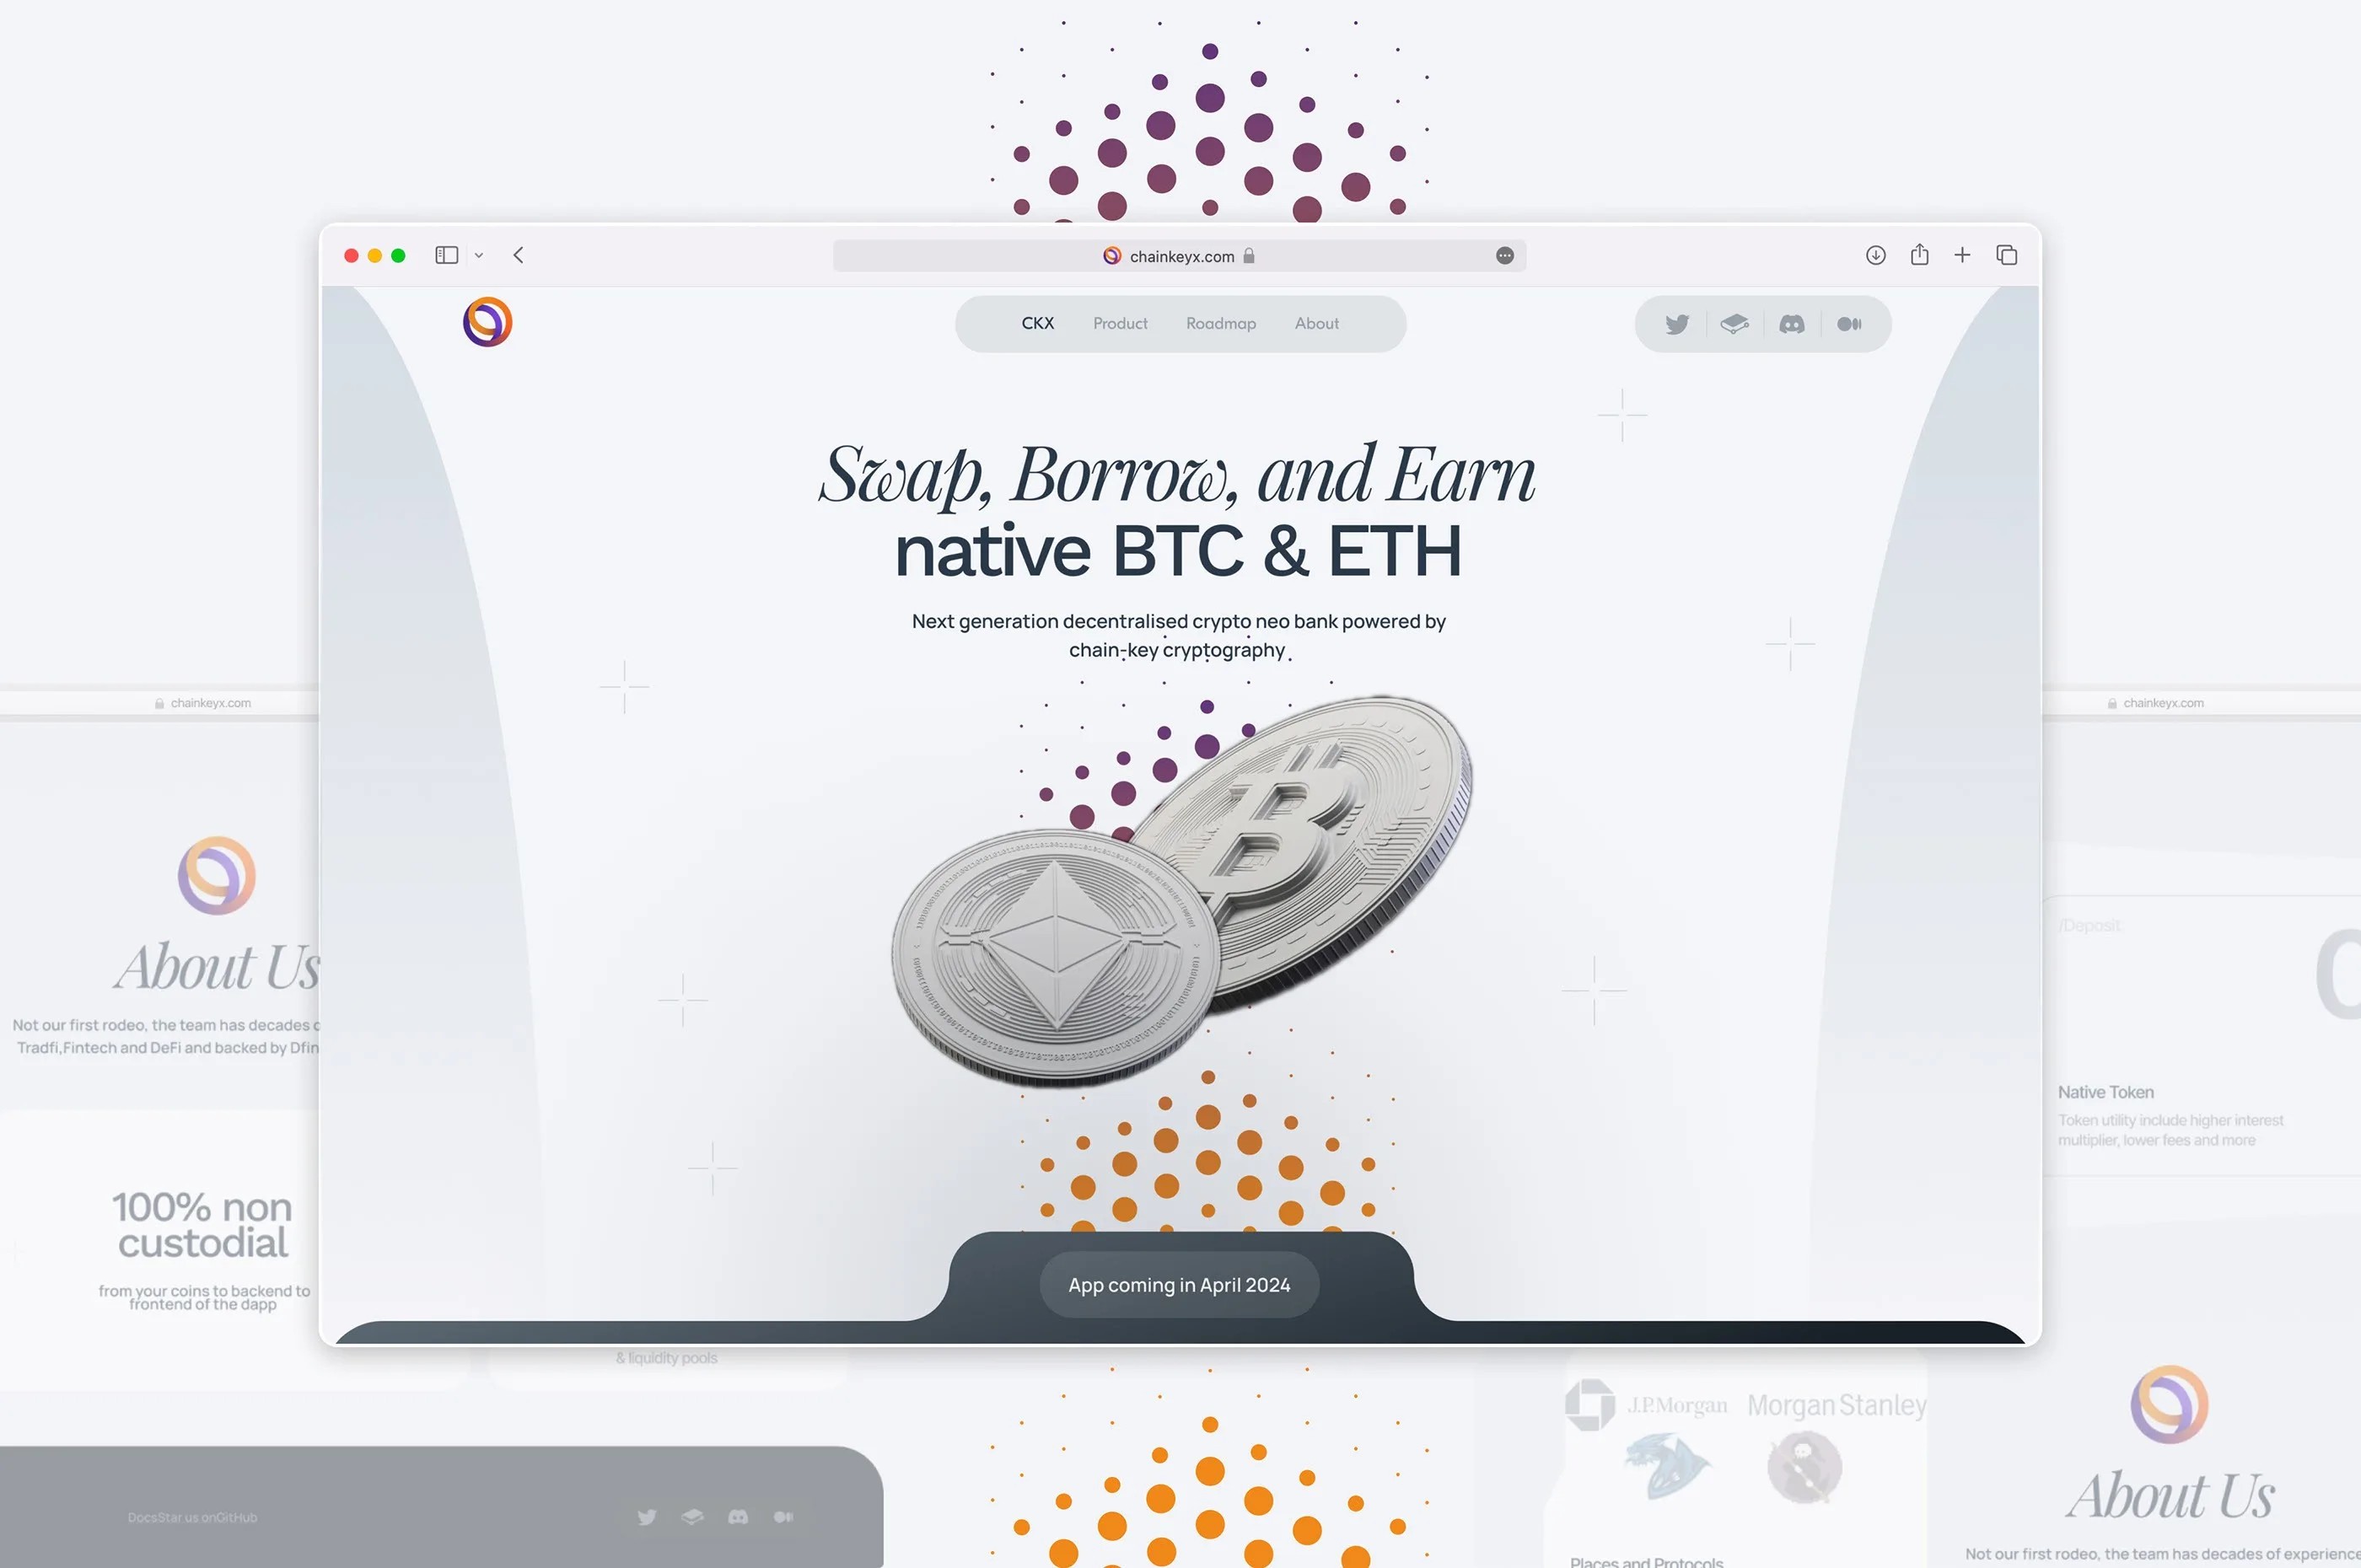 chainkeyx.com
CKX
Product
Roadmap
About
Swap, Borrow, and Earn
native BTC & ETH
Next generation decentralised crypto neo bank powered by
chain-key cryptography
App coming in April 2024
chainkeyx.com
About Us
Not our first rodeo, the team has decades
Tradfi,Fintech and DeFi and backed by
100% non
custodial
from your coins to backend to
frontend of the dapp
& liquidity pools
DocsStar us onGitHub
chainkeyx.com
/Deposit
0
Native Token
Token utility include higher interest
multiplier, lower fees and more
J.P.Morgan
Morgan Stanley
Places and Protocols
About Us
Not our first rodeo, the team has decades of experience